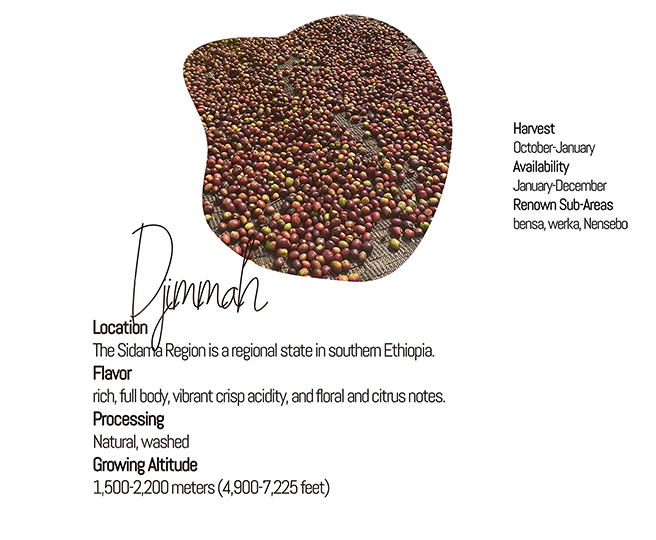 Djimmah
Location
The Sidama Region is a regional state in southern Ethiopia.
Flavor
rich, full body, vibrant crisp acidity, and floral and citrus notes.
Processing
Natural, washed
Growing Altitude
1,500-2,200 meters (4,900-7,225 feet)
Harvest
October-January
Availability
January-December
Renown Sub-Areas
bensa, werka, Nensebo